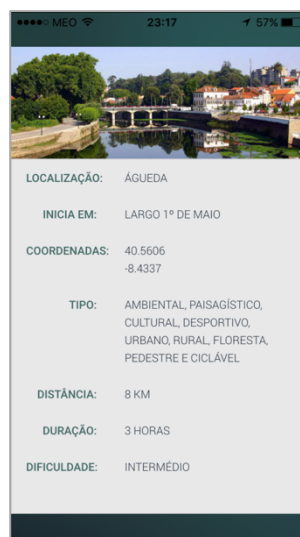 MEO 23:17 57%
LOCALIZAÇÃO: ÁGUEDA
INICIA EM: LARGO 1º DE MAIO
COORDENADAS: 40.5606
-8.4337
TIPO: AMBIENTAL, PAISAGÍSTICO,
CULTURAL, DESPORTIVO,
URBANO, RURAL, FLORESTA,
PEDESTRE E CICLÁVEL
DISTÂNCIA: 8 KM
DURAÇÃO: 3 HORAS
DIFICULDADE: INTERMÉDIO